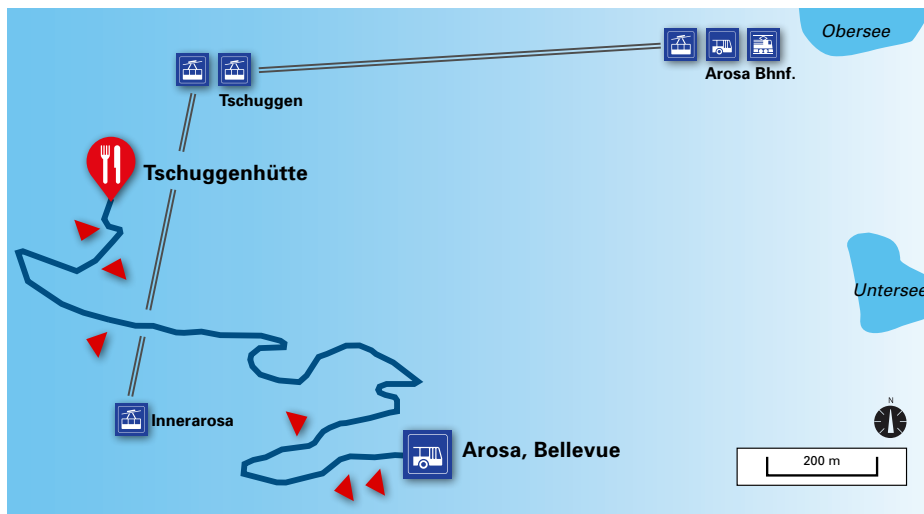 Obersee
Arosa Bhnf.
Tschuggen
Tschuggenhütte
Untersee
Innerarosa
Arosa, Bellevue
N
200 m